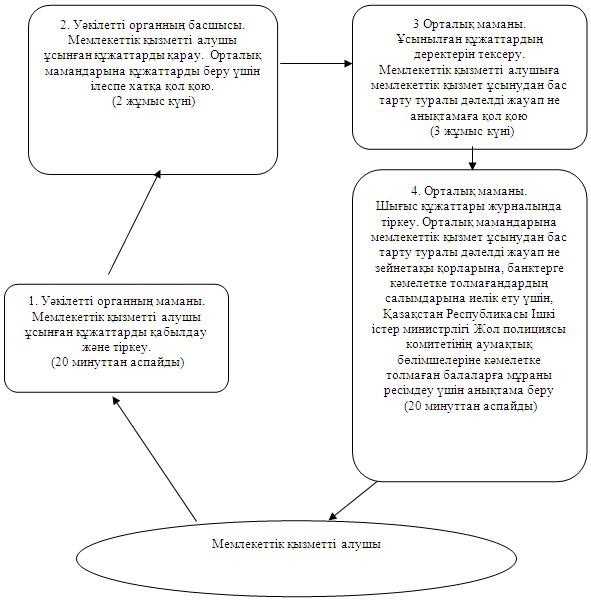 2. Уәкілетті органның басшысы.
Мемлекеттік қызметті алушы
ұсынған құжаттарды қарау. Орталық
мамандарына құжаттарды беру үшін
ілеспе хатқа қол қою.
(2 жұмыс күні)
3 Орталық маманы.
Ұсынылған құжаттардың
деректерін тексеру.
Мемлекеттік қызметті алушыға
мемлекеттік қызмет ұсынудан бас
тарту туралы дәлелді жауап не
анықтамаға қол қою
(3 жұмыс күні)
4. Орталық маманы.
Шығыс құжаттары журналында
тіркеу. Орталық мамандарына
мемлекеттік қызмет ұсынудан бас
тарту туралы дәлелді жауап не
зейнетақы қорларына, банктерге
кәмелетке толмағандардың
салымдарына иелік ету үшін,
Қазақстан Республикасы Ішкі
істер министрлігі Жол полициясы
комитетінің аумақтық
бөлімшелеріне кәмелетке
толмаған балаларға мұраны
ресімдеу үшін анықтама беру
(20 минуттан аспайды)
1. Уәкілетті органның маманы.
Мемлекеттік қызметті алушы
ұсынған құжаттарды қабылдау
және тіркеу.
(20 минуттан аспайды)
Мемлекеттік қызметті алушы